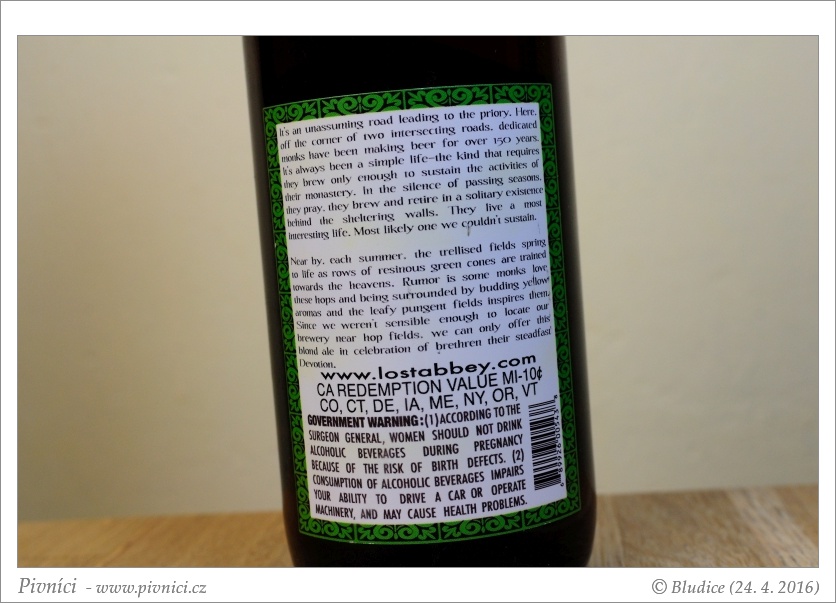 It's an unassuming road leading to the priory. Here,
off the corner of two intersecting roads, dedicated
monks have been making beer for over 150 years.
It's always been a simple life–the kind that requires
they brew only enough to sustain the activities of
their monastery. In the silence of passing seasons,
they pray, they brew and retire in a solitary existence
behind the sheltering walls. They live a most
interesting life. Most likely one we couldn't sustain.
Near by, each summer, the trellised fields spring
to life as rows of resinous green cones are trained
towards the heavens. Rumor is some monks love
these hops and being surrounded by budding yellow
aromas and the leafy pungent fields inspires them.
Since we weren't sensible enough to locate our
brewery near hop fields, we can only offer this
blond ale in celebration of brethren their steadfast
Devotion.
www.lostabbey.com
CA REDEMPTION VALUE MI-10¢
CO, CT, DE, IA, ME, NY, OR, VT
GOVERNMENT WARNING: (1) ACCORDING TO THE
SURGEON GENERAL, WOMEN SHOULD NOT DRINK
ALCOHOLIC BEVERAGES DURING PREGNANCY
BECAUSE OF THE RISK OF BIRTH DEFECTS. (2)
CONSUMPTION OF ALCOHOLIC BEVERAGES IMPAIRS
YOUR ABILITY TO DRIVE A CAR OR OPERATE
MACHINERY, AND MAY CAUSE HEALTH PROBLEMS.
Pivníci - www.pivnici.cz
© Bludice (24. 4. 2016)